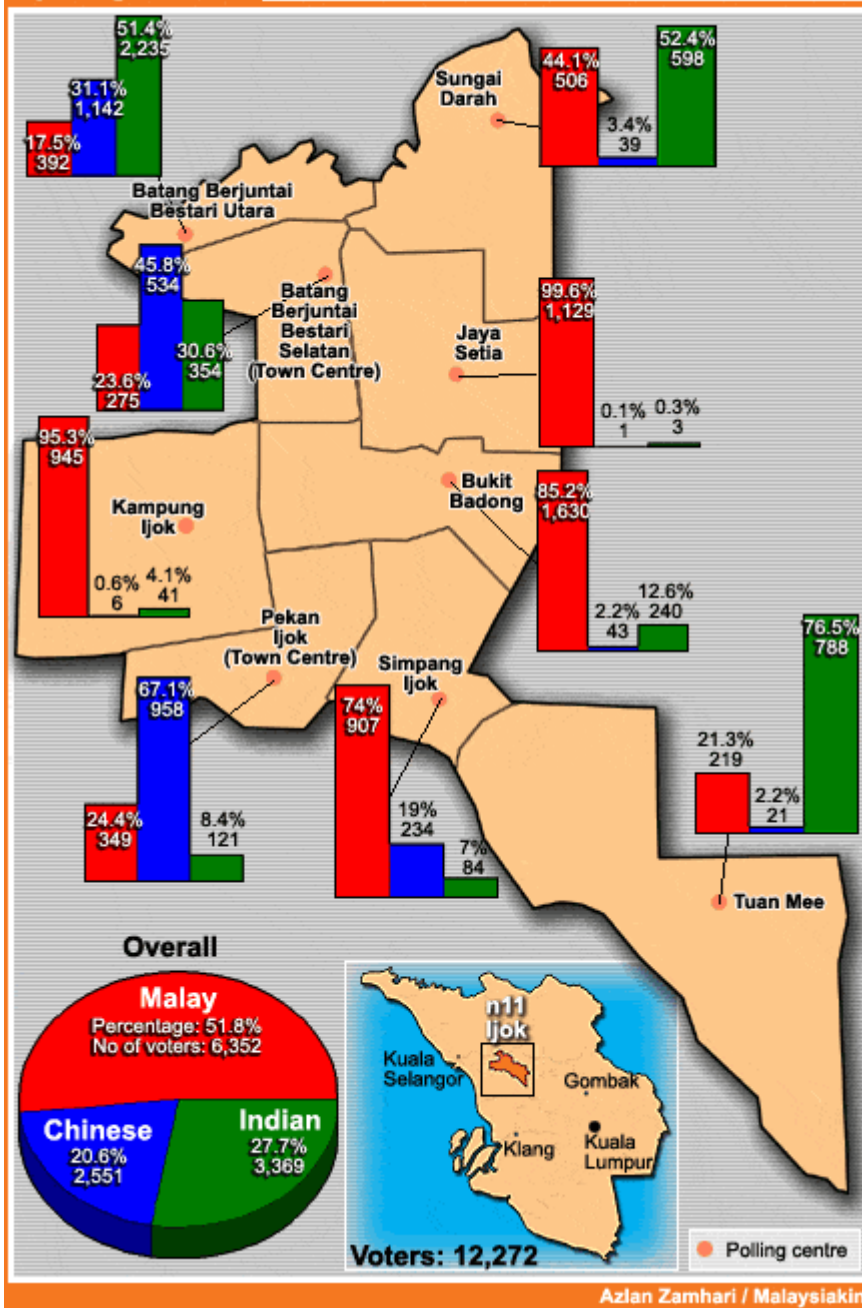 51.4%
2,235
31.1%
1,142
17.5%
392
Batang Berjuntai
Bestari Utara
Sungai
Darah
44.1%
506
3.4%
39
52.4%
598
45.8%
534
30.6%
354
23.6%
275
Batang
Berjuntai
Bestari
Selatan
(Town Centre)
Jaya
Setia
99.6%
1,129
0.1%
1
0.3%
3
95.3%
945
0.6%
6
4.1%
41
Kampung
Ijok
Bukit
Badong
85.2%
1,630
2.2%
43
12.6%
240
Pekan
Ijok
(Town Centre)
67.1%
958
24.4%
349
8.4%
121
Simpang
Ijok
74%
907
19%
234
7%
84
76.5%
788
21.3%
219
2.2%
21
Tuan Mee
Overall
Malay
Percentage: 51.8%
No of voters: 6,352
Chinese
20.6%
2,551
Indian
27.7%
3,369
n11
Ijok
Kuala
Selangor
Gombak
Klang
Kuala
Lumpur
Voters: 12,272
Polling centre
Azlan Zamhari / Malaysiakin